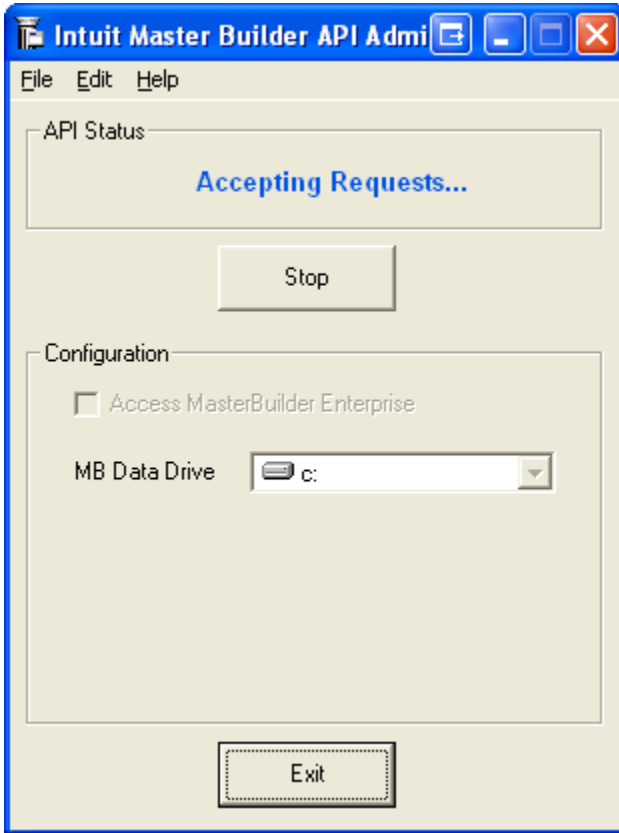 Intuit Master Builder API Admi
File Edit Help
API Status
Accepting Requests...
Stop
Configuration
Access MasterBuilder Enterprise
MB Data Drive c:
Exit